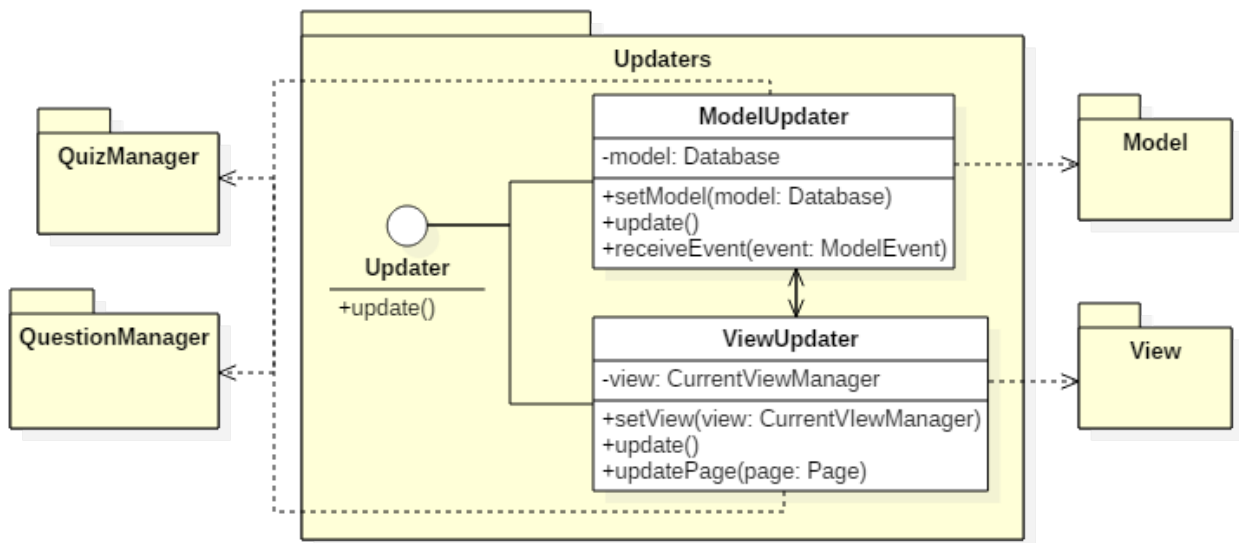 Updaters
QuizManager
QuestionManager
Updater
+update()
ModelUpdater
-model: Database
+setModel(model: Database)
+update()
+receiveEvent(event: ModelEvent)
ViewUpdater
-view: CurrentViewManager
+setView(view: CurrentVIewManager)
+update()
+updatePage(page: Page)
Model
View